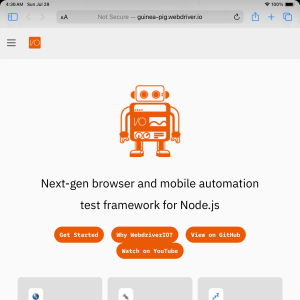 4:36 AM Sun Jul 28
100%
AA
Not Secure — guinea-pig.webdriver.io
I/O
I/O
Next-gen browser and mobile automation
test framework for Node.js
Get Started
Why WebdriverIO?
View on GitHub
Watch on YouTube